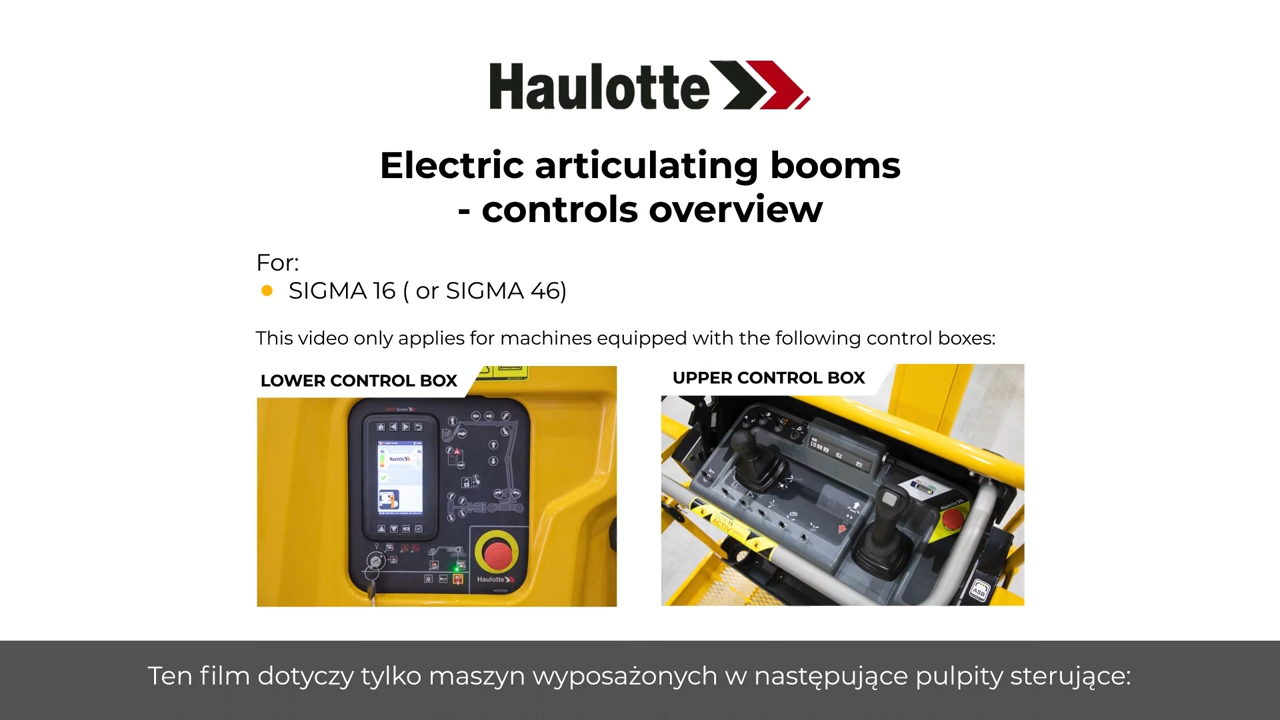 Haulotte
Electric articulating booms
- controls overview
For:
SIGMA 16 ( or SIGMA 46)
This video only applies for machines equipped with the following control boxes:
LOWER CONTROL BOX
UPPER CONTROL BOX
Haulotte
Haulotte
Ten film dotyczy tylko maszyn wyposażonych w następujące pulpity sterujące: